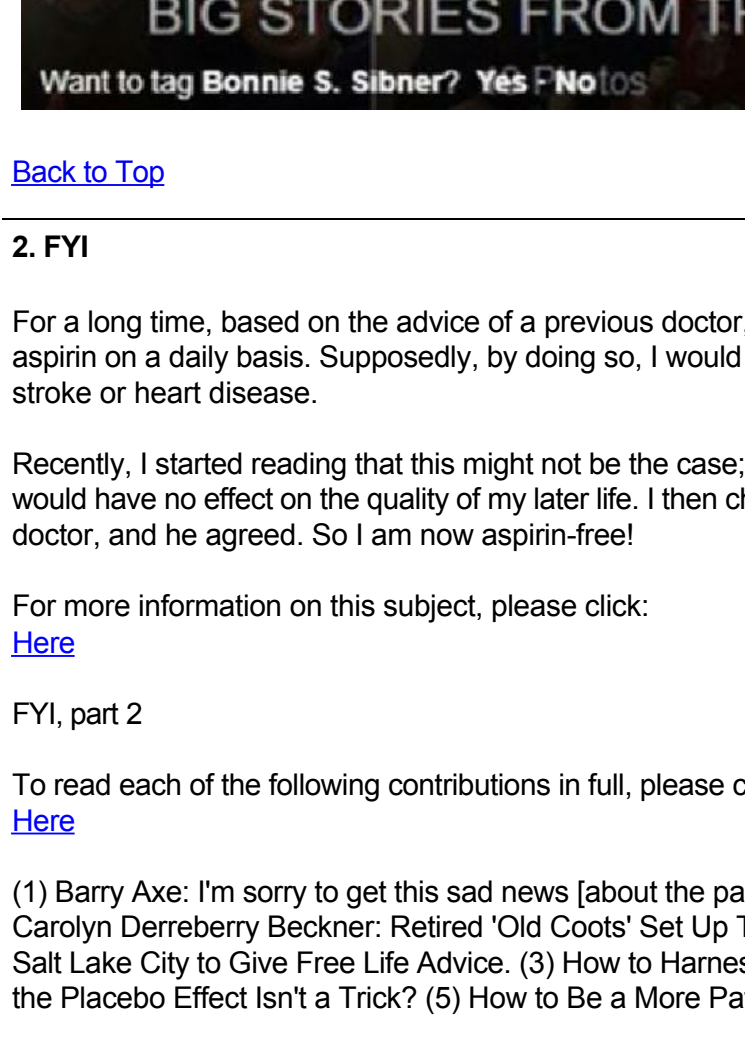 BIG STORIES FROM
Want to tag Bonnie S. Sibner? Yes No
Back to Top
2. FYI
For a long time, based on the advice of a previous doctor,
aspirin on a daily basis. Supposedly, by doing so, I would
stroke or heart disease.
Recently, I started reading that this might not be the case;
would have no effect on the quality of my later life. I then
doctor, and he agreed. So I am now aspirin-free!
For more information on this subject, please click:
Here
FYI, part 2
To read each of the following contributions in full, please
Here
(1) Barry Axe: I'm sorry to get this sad news [about the
Carolyn Derreberry Beckner: Retired 'Old Coots' Set Up
Salt Lake City to Give Free Life Advice. (3) How to
the Placebo Effect Isn't a Trick? (5) How to Be a More